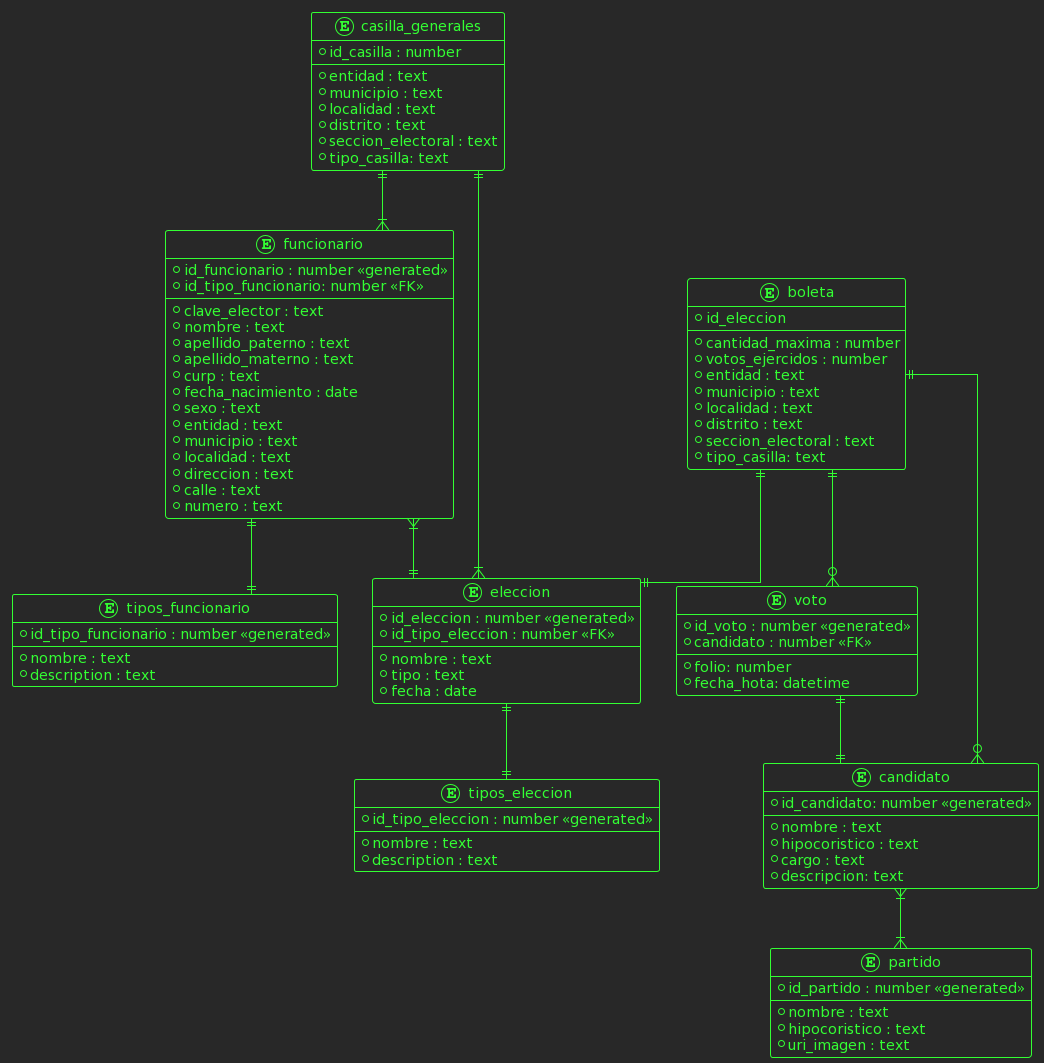 E casilla_generales
id_casilla : number
entidad : text
municipio : text
localidad : text
distrito : text
seccion_electoral : text
tipo_casilla: text
E funcionario
id_funcionario : number «generated»
id_tipo_funcionario: number «FK»
clave_elector : text
nombre : text
apellido_paterno : text
apellido_materno : text
curp : text
fecha_nacimiento : date
sexo : text
entidad : text
municipio : text
localidad : text
direccion : text
calle : text
numero : text
E boleta
id_eleccion
cantidad_maxima : number
votos_ejercidos : number
entidad : text
municipio : text
localidad : text
distrito : text
seccion_electoral : text
tipo_casilla: text
E tipos_funcionario
id_tipo_funcionario : number «generated»
nombre : text
description : text
E eleccion
id_eleccion : number «generated»
id_tipo_eleccion : number «FK»
nombre : text
tipo : text
fecha : date
E voto
id_voto : number «generated»
candidato : number «FK»
folio: number
fecha_hota: datetime
E tipos_eleccion
id_tipo_eleccion : number «generated»
nombre : text
description : text
E candidato
id_candidato: number «generated»
nombre : text
hipocoristico : text
cargo : text
descripcion: text
E partido
id_partido : number «generated»
nombre : text
hipocoristico : text
uri_imagen : text